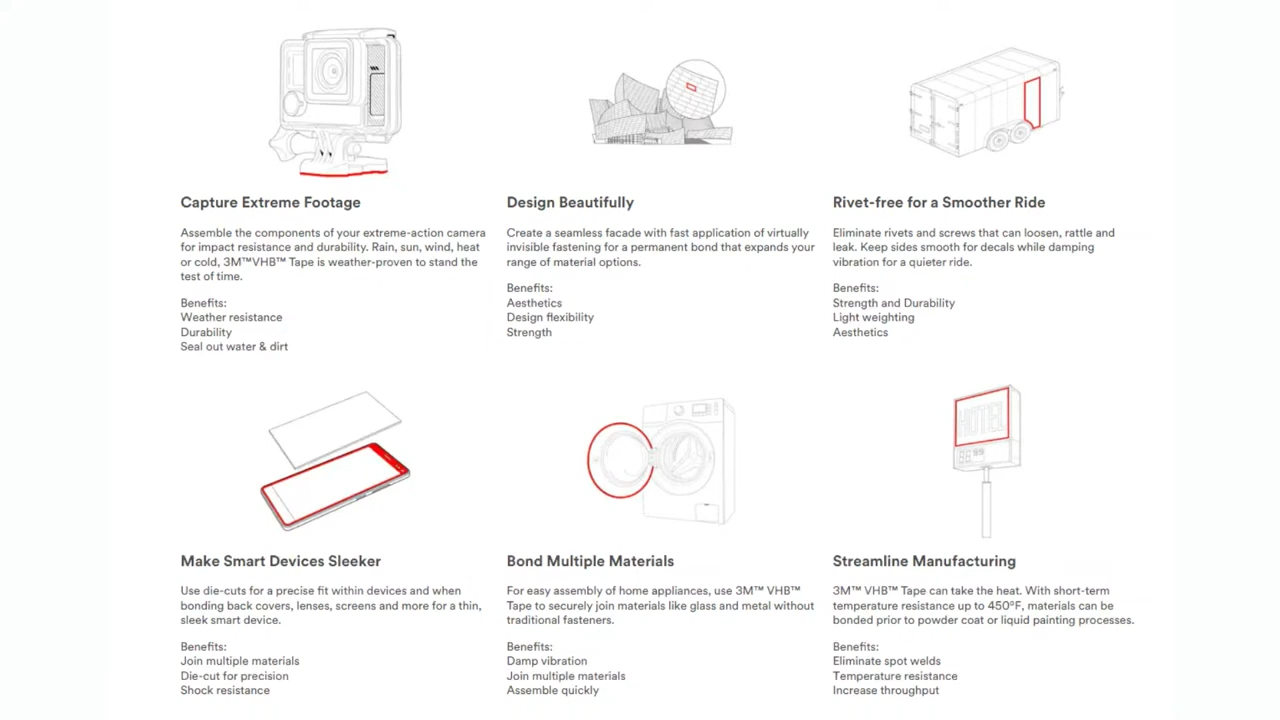 Capture Extreme Footage
Assemble the components of your extreme-action camera
for impact resistance and durability. Rain, sun, wind, heat
or cold, 3M™VHB™ Tape is weather-proven to stand the
test of time.
Benefits:
Weather resistance
Durability
Seal out water & dirt
Design Beautifully
Create a seamless facade with fast application of virtually
invisible fastening for a permanent bond that expands your
range of material options.
Benefits:
Aesthetics
Design flexibility
Strength
Rivet-free for a Smoother Ride
Eliminate rivets and screws that can loosen, rattle and
leak. Keep sides smooth for decals while damping
vibration for a quieter ride.
Benefits:
Strength and Durability
Light weighting
Aesthetics
Make Smart Devices Sleeker
Use die-cuts for a precise fit within devices and when
bonding back covers, lenses, screens and more for a thin,
sleek smart device.
Benefits:
Join multiple materials
Die-cut for precision
Shock resistance
Bond Multiple Materials
For easy assembly of home appliances, use 3M™ VHB™
Tape to securely join materials like glass and metal without
traditional fasteners.
Benefits:
Damp vibration
Join multiple materials
Assemble quickly
HOTEL
Streamline Manufacturing
3M™ VHB™ Tape can take the heat. With short-term
temperature resistance up to 450°F, materials can be
bonded prior to powder coat or liquid painting processes.
Benefits:
Eliminate spot welds
Temperature resistance
Increase throughput